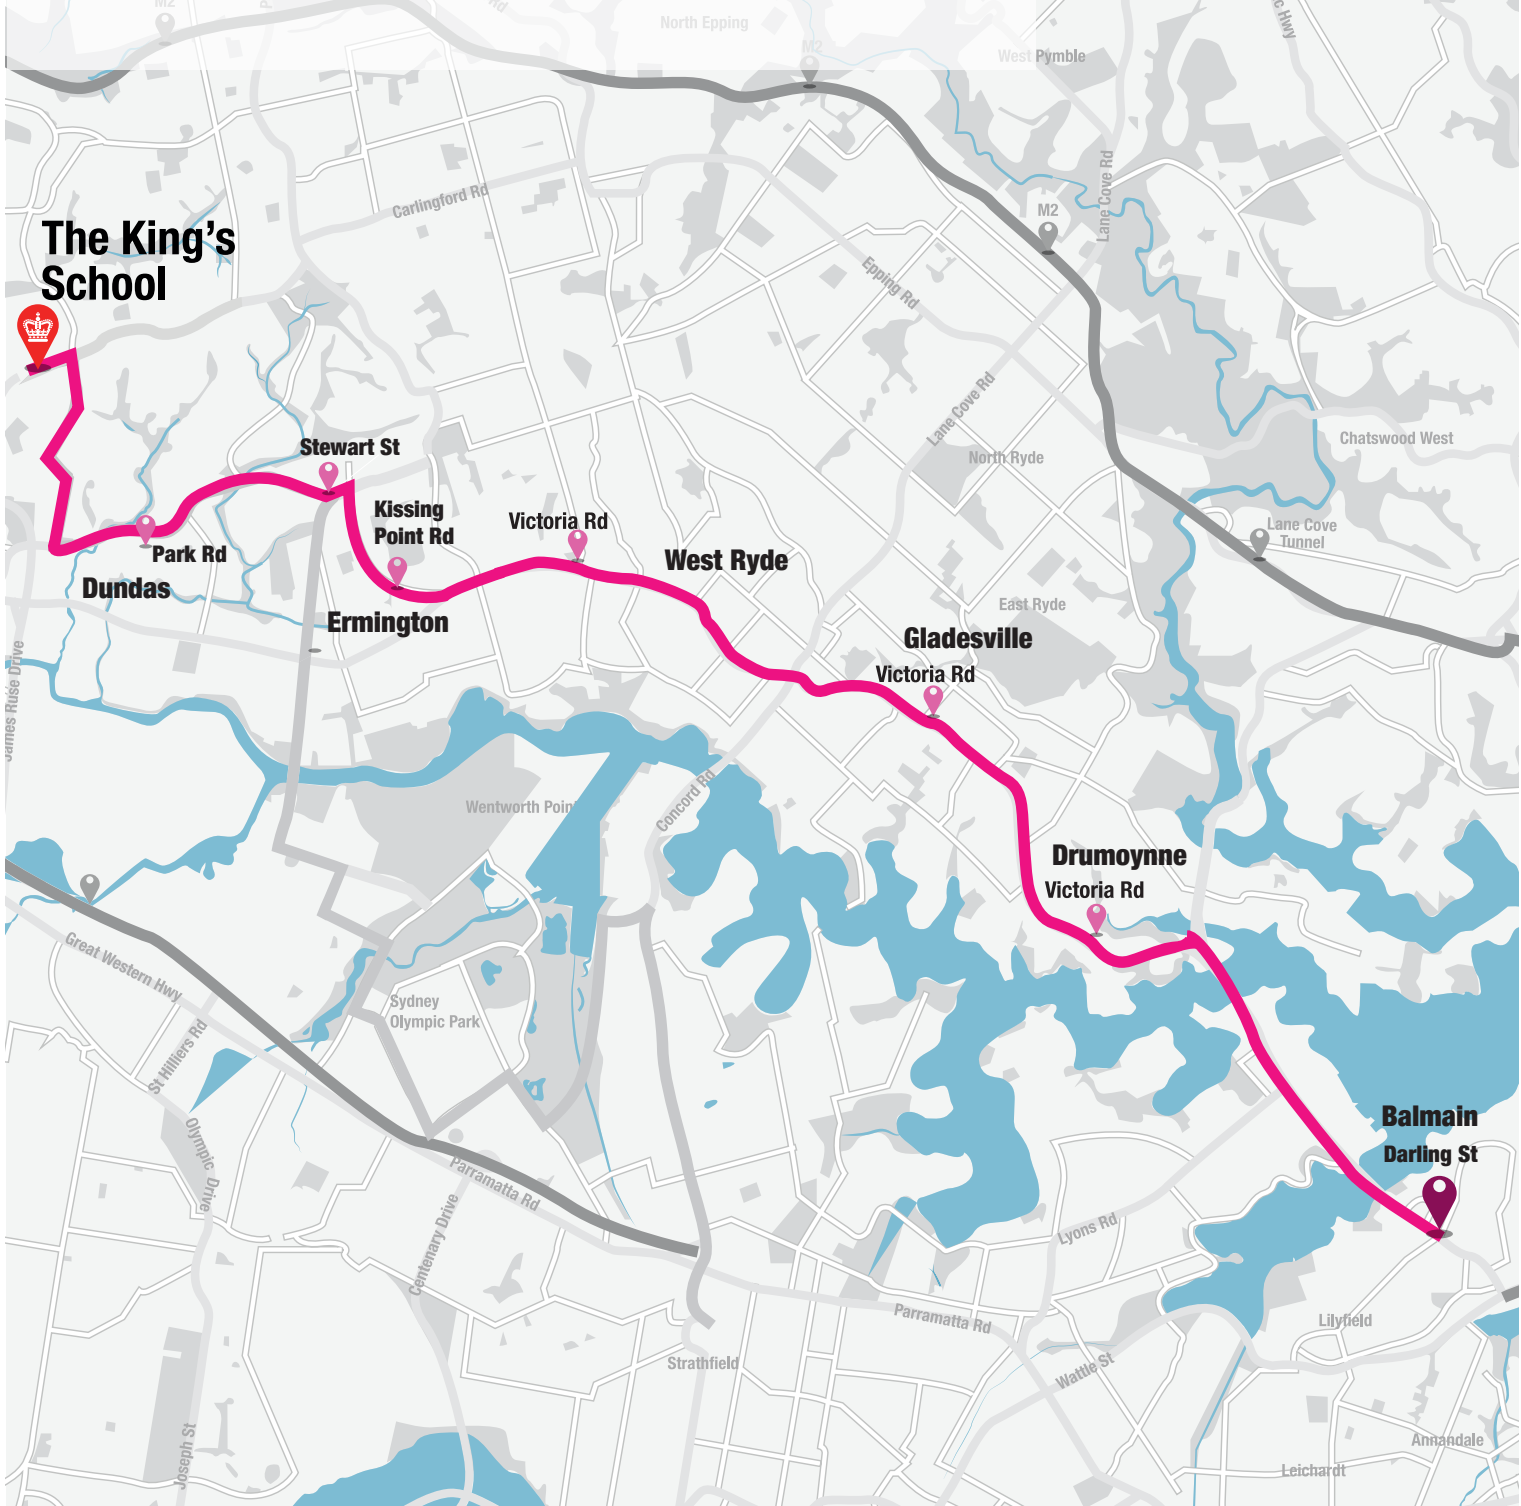 M2
North Epping
M2
West Pymble
Carlingford Rd
Lane Cove Rd
M2
The King's
School
Epping Rd
Lane Cove Rd
Chatswood West
Stewart St
North Ryde
Kissing
Point Rd
Victoria Rd
Lane Cove
Tunnel
Park Rd
West Ryde
Dundas
East Ryde
Ermington
Gladesville
Victoria Rd
James Ruse Drive
Wentworth Poin
Concord Rd
Drumoynne
Victoria Rd
Great Western Hwy
Sydney
Olympic Park
St Hilliers Rd
Balmain
Darling St
Olympic Drive
Parramatta Rd
Centenary Drive
Lyons Rd
Parramatta Rd
Lilyfield
Strathfield
Wattle St
Joseph St
Annandale
Leichardt